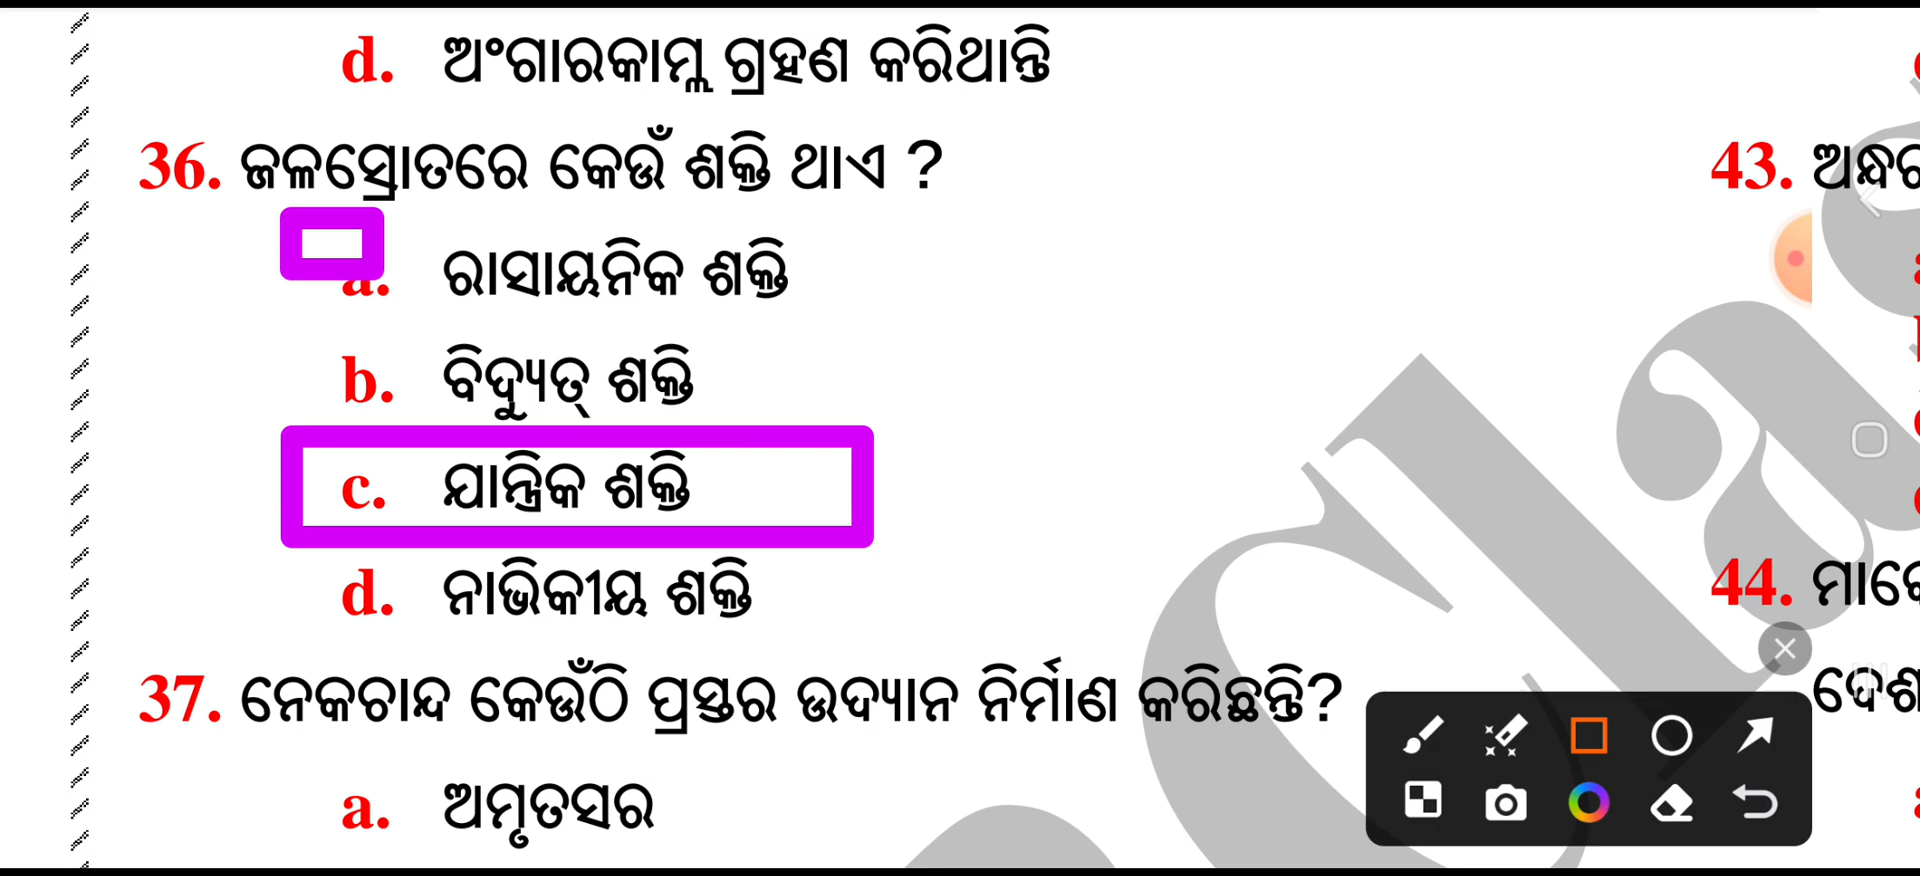 d. ଅଂଗାରକାମ୍ଳ ଗ୍ରହଣ କରିଥାନ୍ତି
36. ଜଳସ୍ରୋତରେ କେଉଁ ଶକ୍ତି ଥାଏ ?
a. ରାସାୟନିକ ଶକ୍ତି
b. ବିଦ୍ୟୁତ୍ ଶକ୍ତି
c. ଯାନ୍ତ୍ରିକ ଶକ୍ତି
d. ନାଭିକୀୟ ଶକ୍ତି
37. ନେକଚାନ୍ଦ କେଉଁଠି ପ୍ରସ୍ତର ଉଦ୍ୟାନ ନିର୍ମାଣ କରିଛନ୍ତି?
a. ଅମୃତସର
43.
44.